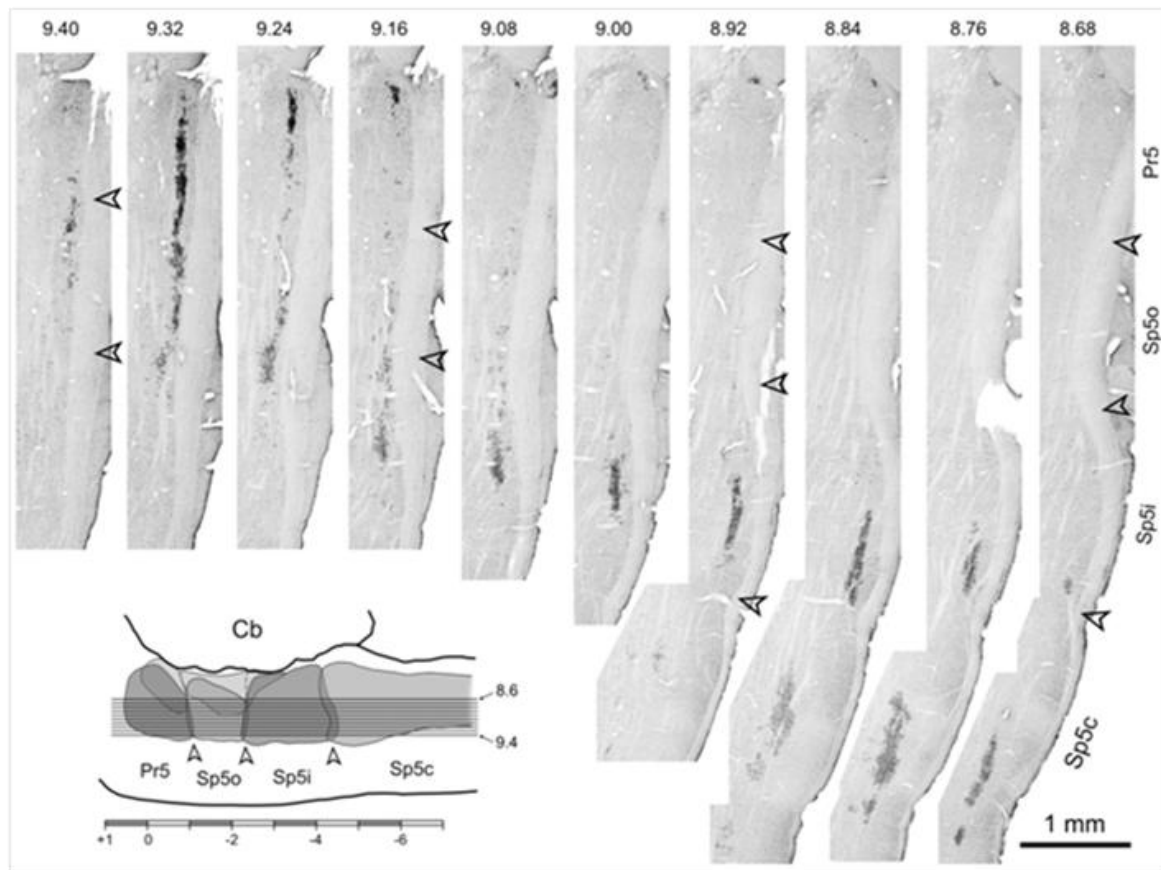 9.40 9.32 9.24 9.16 9.08 9.00 8.92 8.84 8.76 8.68
Pr5
Sp5o
Sp5i
Sp5c
1 mm
Cb
8.6
9.4
Pr5 Sp5o Sp5i Sp5c
+1 0 -2 -4 -6